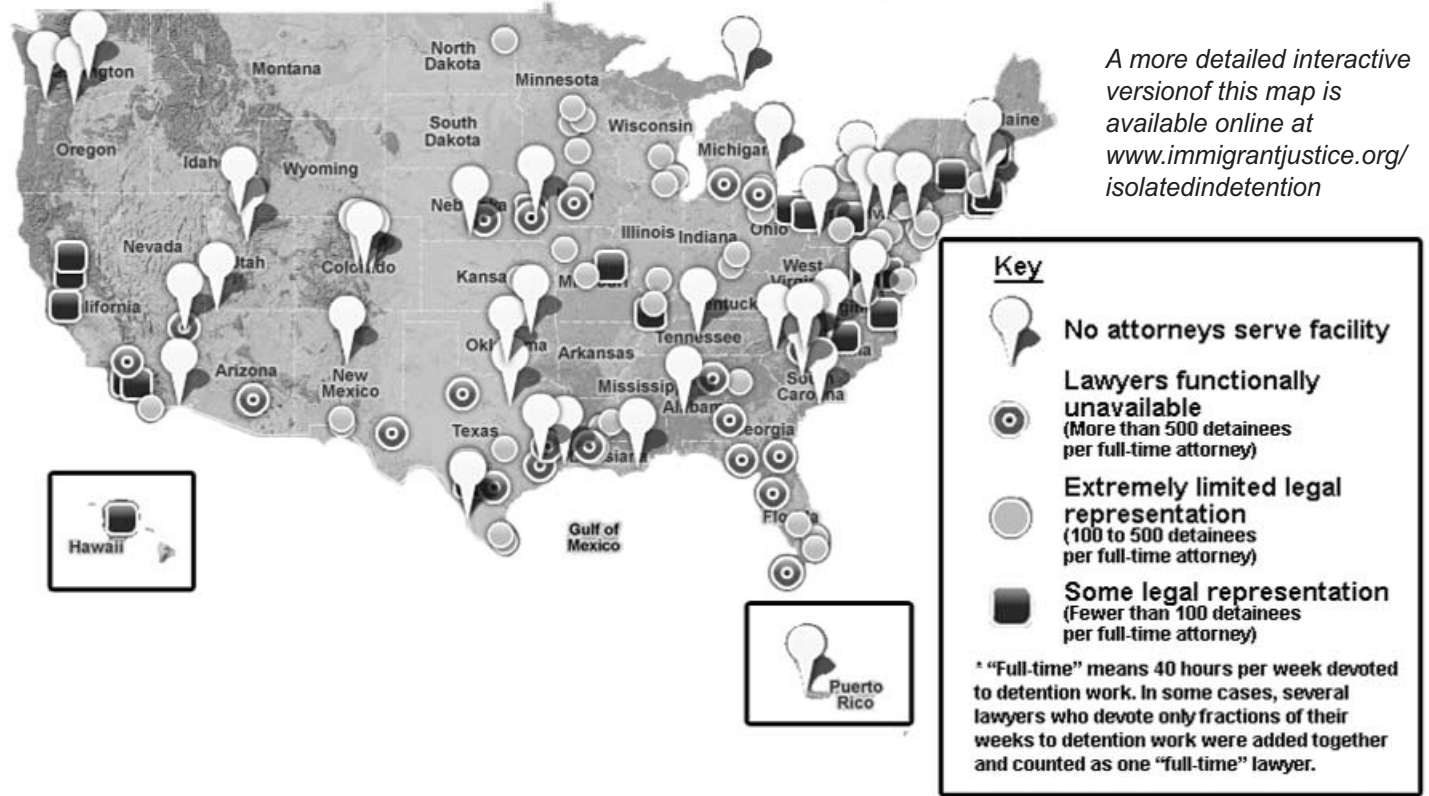 A more detailed interactive
versionof this map is
available online at
www.immigrantjustice.org/
isolatedindetention
North
Dakota
Montana
Minnesota
South
Dakota
Wisconsin
Oregon
Wyoming
Nevada
Illinois
Indiana
Ohio
West
Tennessee
Arkansas
Arizona
New
Mexico
South
Carolina
Texas
Gulf of
Mexico
Hawaii
Puerto
Rico
Key
No attorneys serve facility
Lawyers functionally
unavailable
(More than 500 detainees
per full-time attorney)
Extremely limited legal
representation
(100 to 500 detainees
per full-time attorney)
Some legal representation
(Fewer than 100 detainees
per full-time attorney)
* “Full-time” means 40 hours per week devoted
to detention work. In some cases, several
lawyers who devote only fractions of their
weeks to detention work were added together
and counted as one “full-time” lawyer.